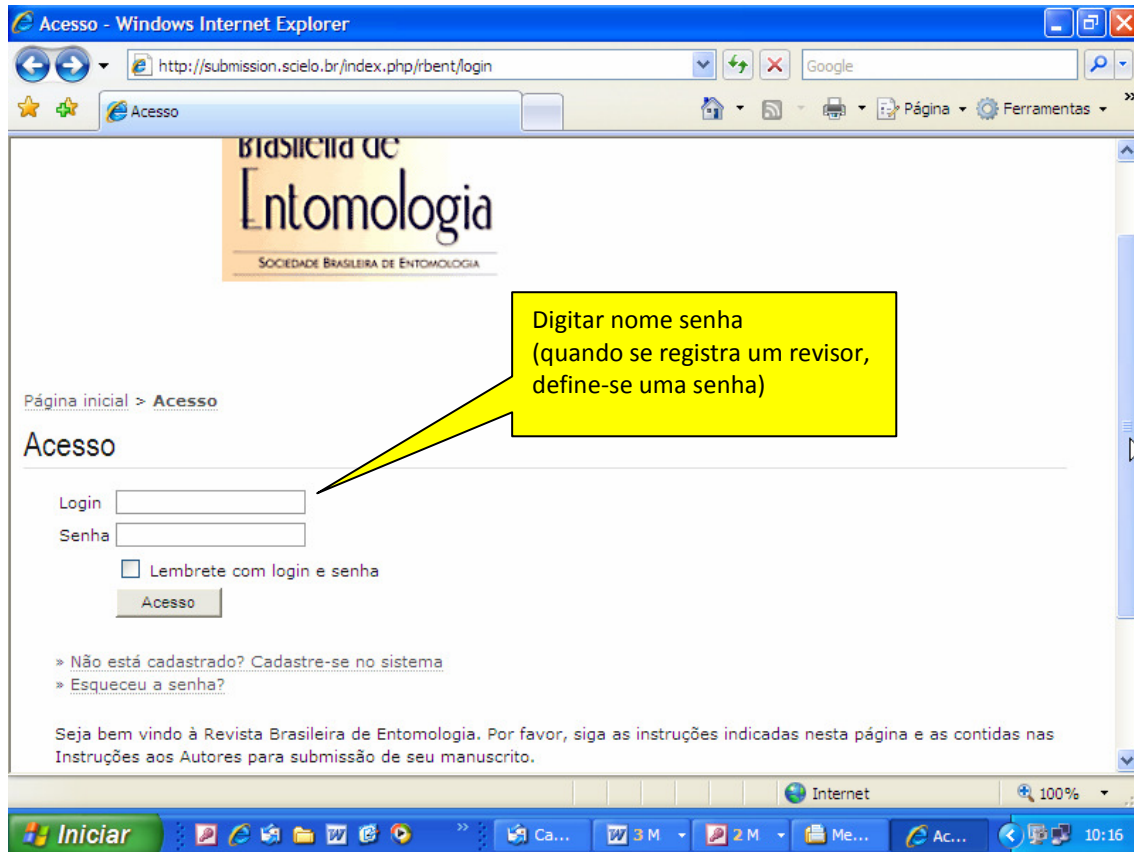 Acesso - Windows Internet Explorer
http://submission.scielo.br/index.php/rbent/login
Google
Acesso
Página
Ferramentas
»
Brasileira de
Entomologia
SOCIEDADE BRASILEIRA DE ENTOMOLOGIA
Digitar nome senha
(quando se registra um revisor,
define-se uma senha)
Página inicial > Acesso
Acesso
Login
Senha
Lembrete com login e senha
Acesso
» Não está cadastrado? Cadastre-se no sistema
» Esqueceu a senha?
Seja bem vindo à Revista Brasileira de Entomologia. Por favor, siga as instruções indicadas nesta página e as contidas nas
Instruções aos Autores para submissão de seu manuscrito.
Internet
100%
Iniciar
»
Ca...
3 M
2 M
Me...
Ac...
10:16